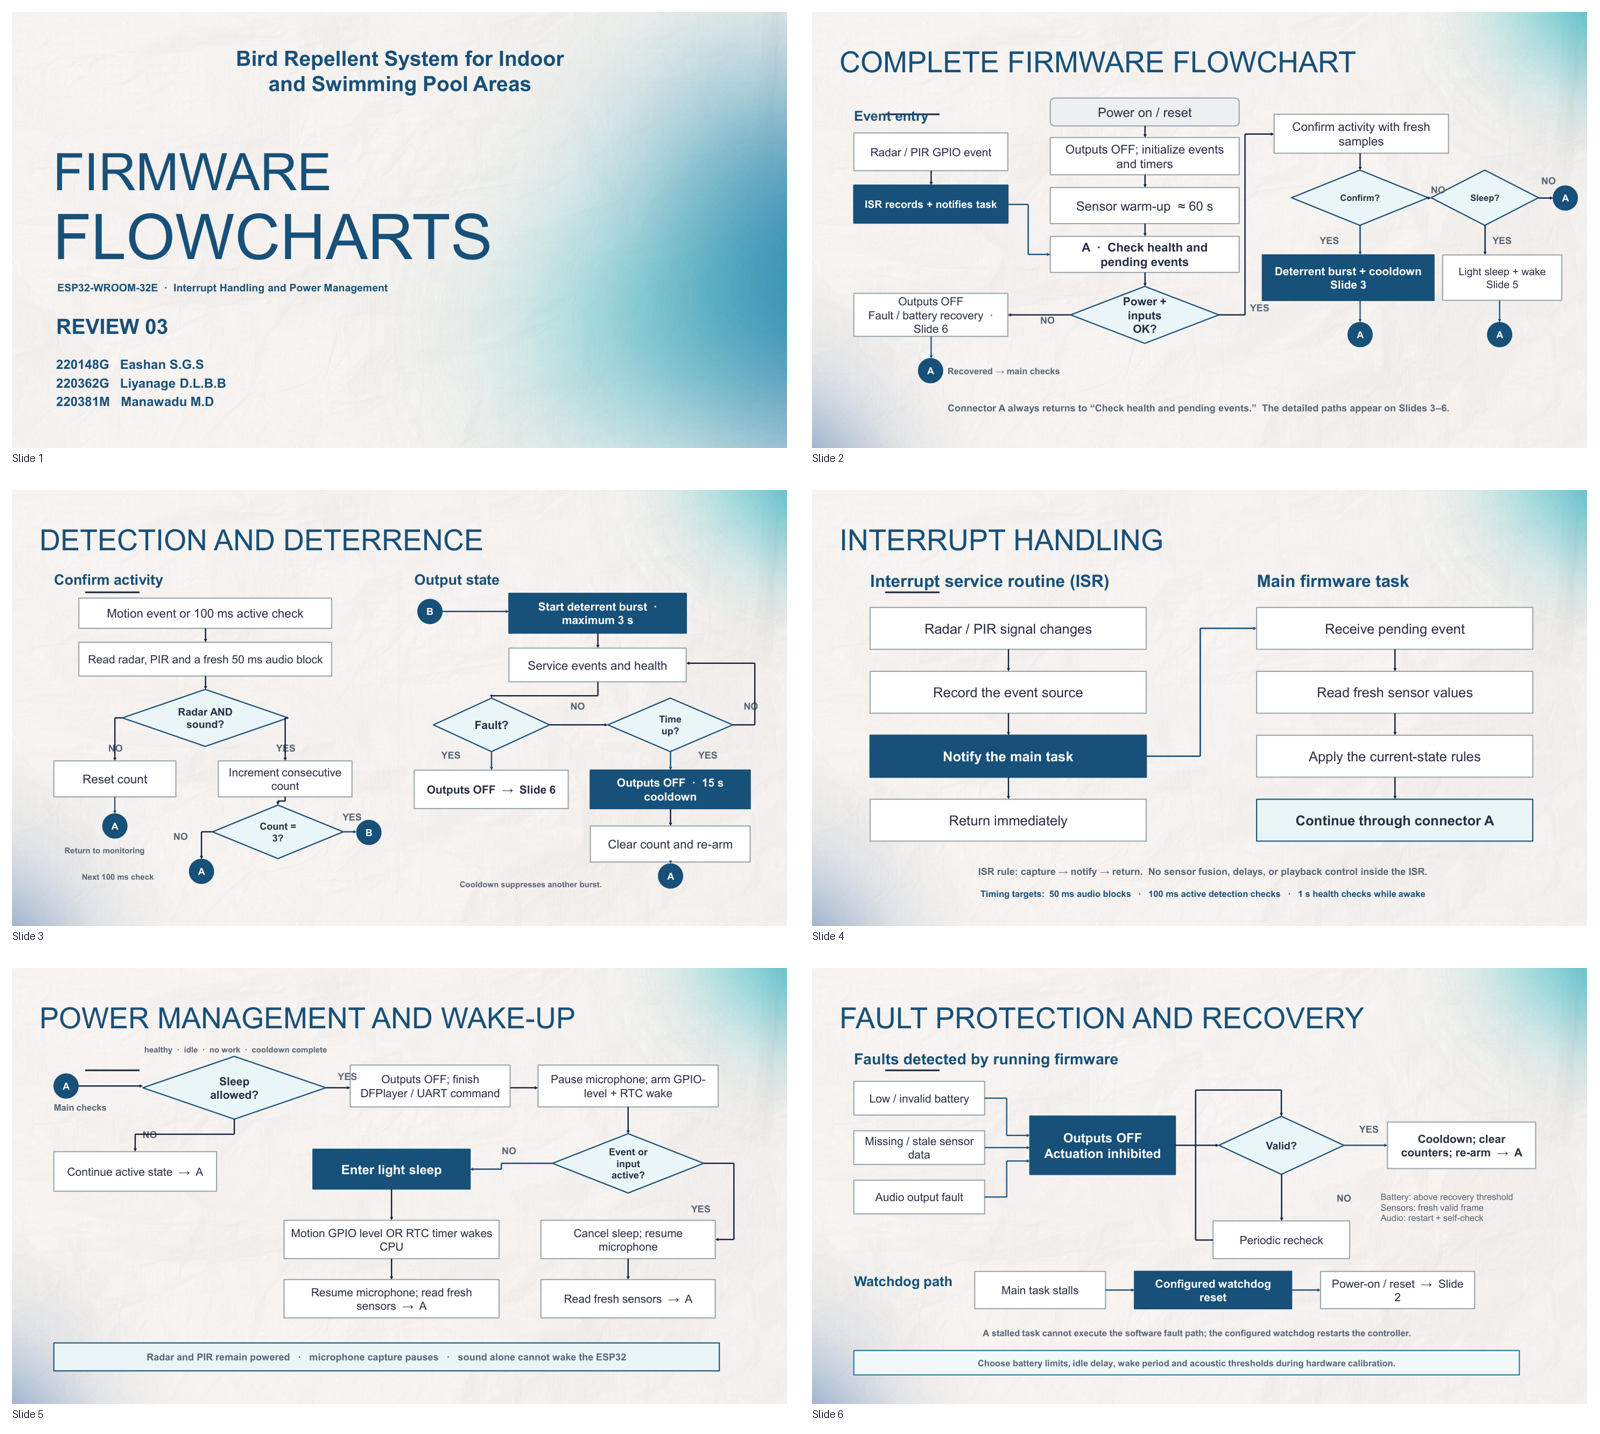 Bird Repellent System for Indoor
and Swimming Pool Areas
FIRMWARE
FLOWCHARTS
ESP32-WROOM-32E · Interrupt Handling and Power Management
REVIEW 03
220148G Eashan S.G.S
220362G Liyanage D.L.B.B
220381M Manawadu M.D
Slide 1
COMPLETE FIRMWARE FLOWCHART
Event entry
Radar / PIR GPIO event
ISR records + notifies task
Outputs OFF
Fault / battery recovery ·
Slide 6
A
Recovered → main checks
Power on / reset
Outputs OFF; initialize events
and timers
Sensor warm-up ≈ 60 s
A · Check health and
pending events
Power +
inputs
OK?
NO
YES
Confirm activity with fresh
samples
Confirm?
NO
Sleep?
NO
A
YES
YES
Deterrent burst + cooldown
Slide 3
Light sleep + wake
Slide 5
A
A
Connector A always returns to “Check health and pending events.” The detailed paths appear on Slides 3–6.
Slide 2
DETECTION AND DETERRENCE
Confirm activity
Motion event or 100 ms active check
Read radar, PIR and a fresh 50 ms audio block
Radar AND
sound?
NO
YES
Reset count
Increment consecutive
count
A
Return to monitoring
Count =
3?
YES
B
NO
A
Next 100 ms check
Output state
B
Start deterrent burst ·
maximum 3 s
Service events and health
Fault?
NO
Time
up?
NO
YES
YES
Outputs OFF → Slide 6
Outputs OFF · 15 s
cooldown
Clear count and re-arm
A
Cooldown suppresses another burst.
Slide 3
INTERRUPT HANDLING
Interrupt service routine (ISR)
Radar / PIR signal changes
Record the event source
Notify the main task
Return immediately
Main firmware task
Receive pending event
Read fresh sensor values
Apply the current-state rules
Continue through connector A
ISR rule: capture → notify → return. No sensor fusion, delays, or playback control inside the ISR.
Timing targets: 50 ms audio blocks · 100 ms active detection checks · 1 s health checks while awake
Slide 4
POWER MANAGEMENT AND WAKE-UP
healthy · idle · no work · cooldown complete
A
Main checks
Sleep
allowed?
YES
Outputs OFF; finish
DFPlayer / UART command
Pause microphone; arm GPIO-
level + RTC wake
NO
Continue active state → A
Enter light sleep
NO
Event or
input
active?
YES
Motion GPIO level OR RTC timer wakes
CPU
Cancel sleep; resume
microphone
Resume microphone; read fresh
sensors → A
Read fresh sensors → A
Radar and PIR remain powered · microphone capture pauses · sound alone cannot wake the ESP32
Slide 5
FAULT PROTECTION AND RECOVERY
Faults detected by running firmware
Low / invalid battery
Missing / stale sensor
data
Audio output fault
Outputs OFF
Actuation inhibited
Valid?
YES
Cooldown; clear
counters; re-arm → A
NO
Battery: above recovery threshold
Sensors: fresh valid frame
Audio: restart + self-check
Periodic recheck
Watchdog path
Main task stalls
Configured watchdog
reset
Power-on / reset → Slide
2
A stalled task cannot execute the software fault path; the configured watchdog restarts the controller.
Choose battery limits, idle delay, wake period and acoustic thresholds during hardware calibration.
Slide 6